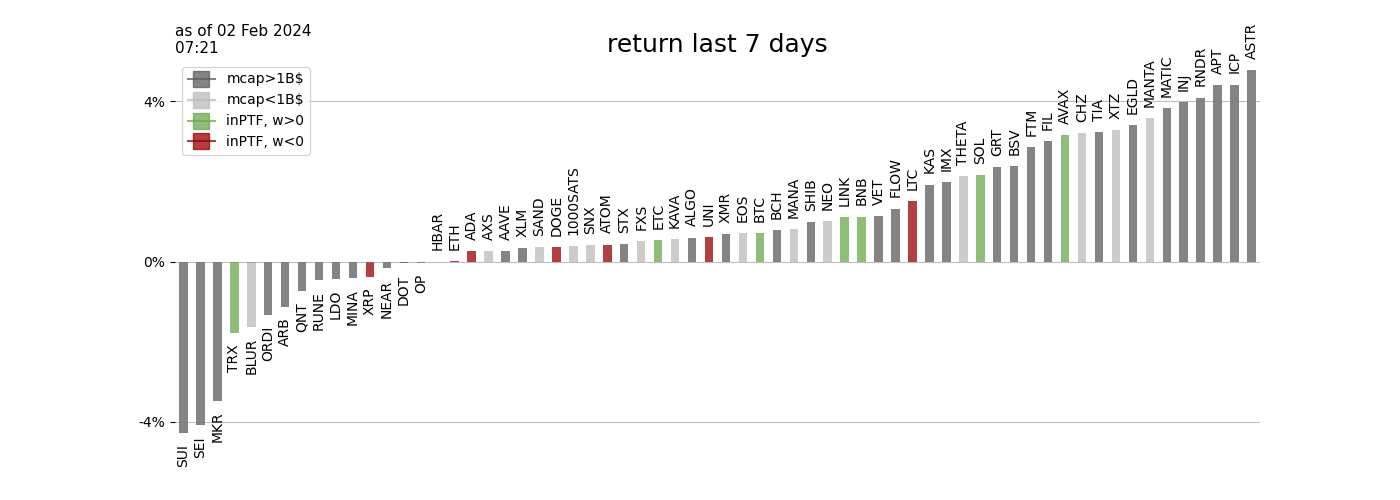 as of 02 Feb 2024
07:21
return last 7 days
mcap>1B$
mcap<1B$
inPTF, w>0
inPTF, w<0
4%
0%
-4%
SUI
SEI
MKR
TRX
BLUR
ORDI
ARB
QNT
RUNE
LDO
MINA
XRP
NEAR
DOT
OP
HBAR
ETH
ADA
AXS
AAVE
XLM
SAND
DOGE
1000SATS
SNX
ATOM
STX
FXS
ETC
KAVA
ALGO
UNI
XMR
EOS
BTC
BCH
MANA
SHIB
NEO
LINK
BNB
VET
FLOW
LTC
KAS
IMX
THETA
SOL
GRT
BSV
FTM
FIL
AVAX
CHZ
TIA
XTZ
EGLD
MANTA
MATIC
INJ
RNDR
APT
ICP
ASTR